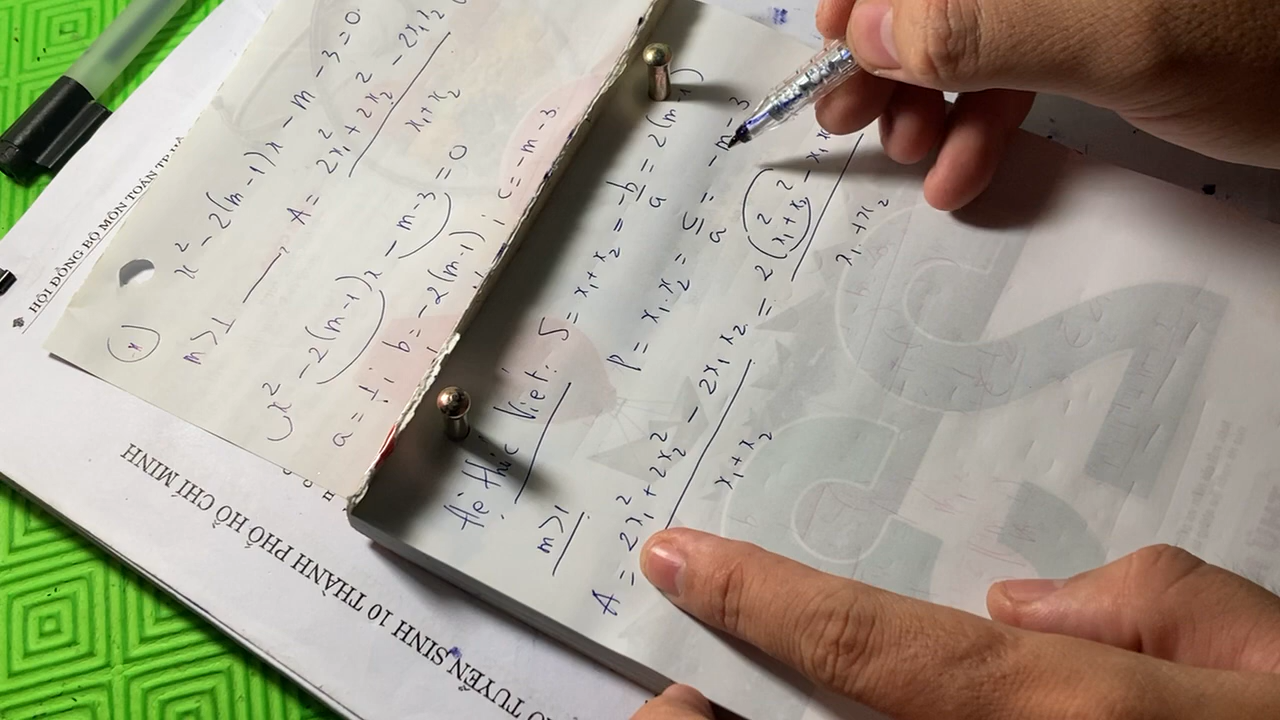 x² - 2(m-1)x - m - 3 = 0.
m > 1 A = 2x₁² + 2x₂² - 2x₁x₂
x₁+x₂
x² - 2(m-1)x - m-3 = 0
a = 1; b = -2(m-1); c = -m-3.
Hệ thức Viet: S = x₁ + x₂ = -b/a = 2(m-1)
m>1 P = x₁.x₂ = c/a = -m-3
A = 2x₁² + 2x₂² - 2x₁x₂ = 2(x₁²+x₂² - x₁x
x₁+x₂ x₁+x₂
HỘI ĐỒNG BỘ MÔN TOÁN TP
TUYỂN SINH 10 THÀNH PHỐ HỒ CHÍ MINH